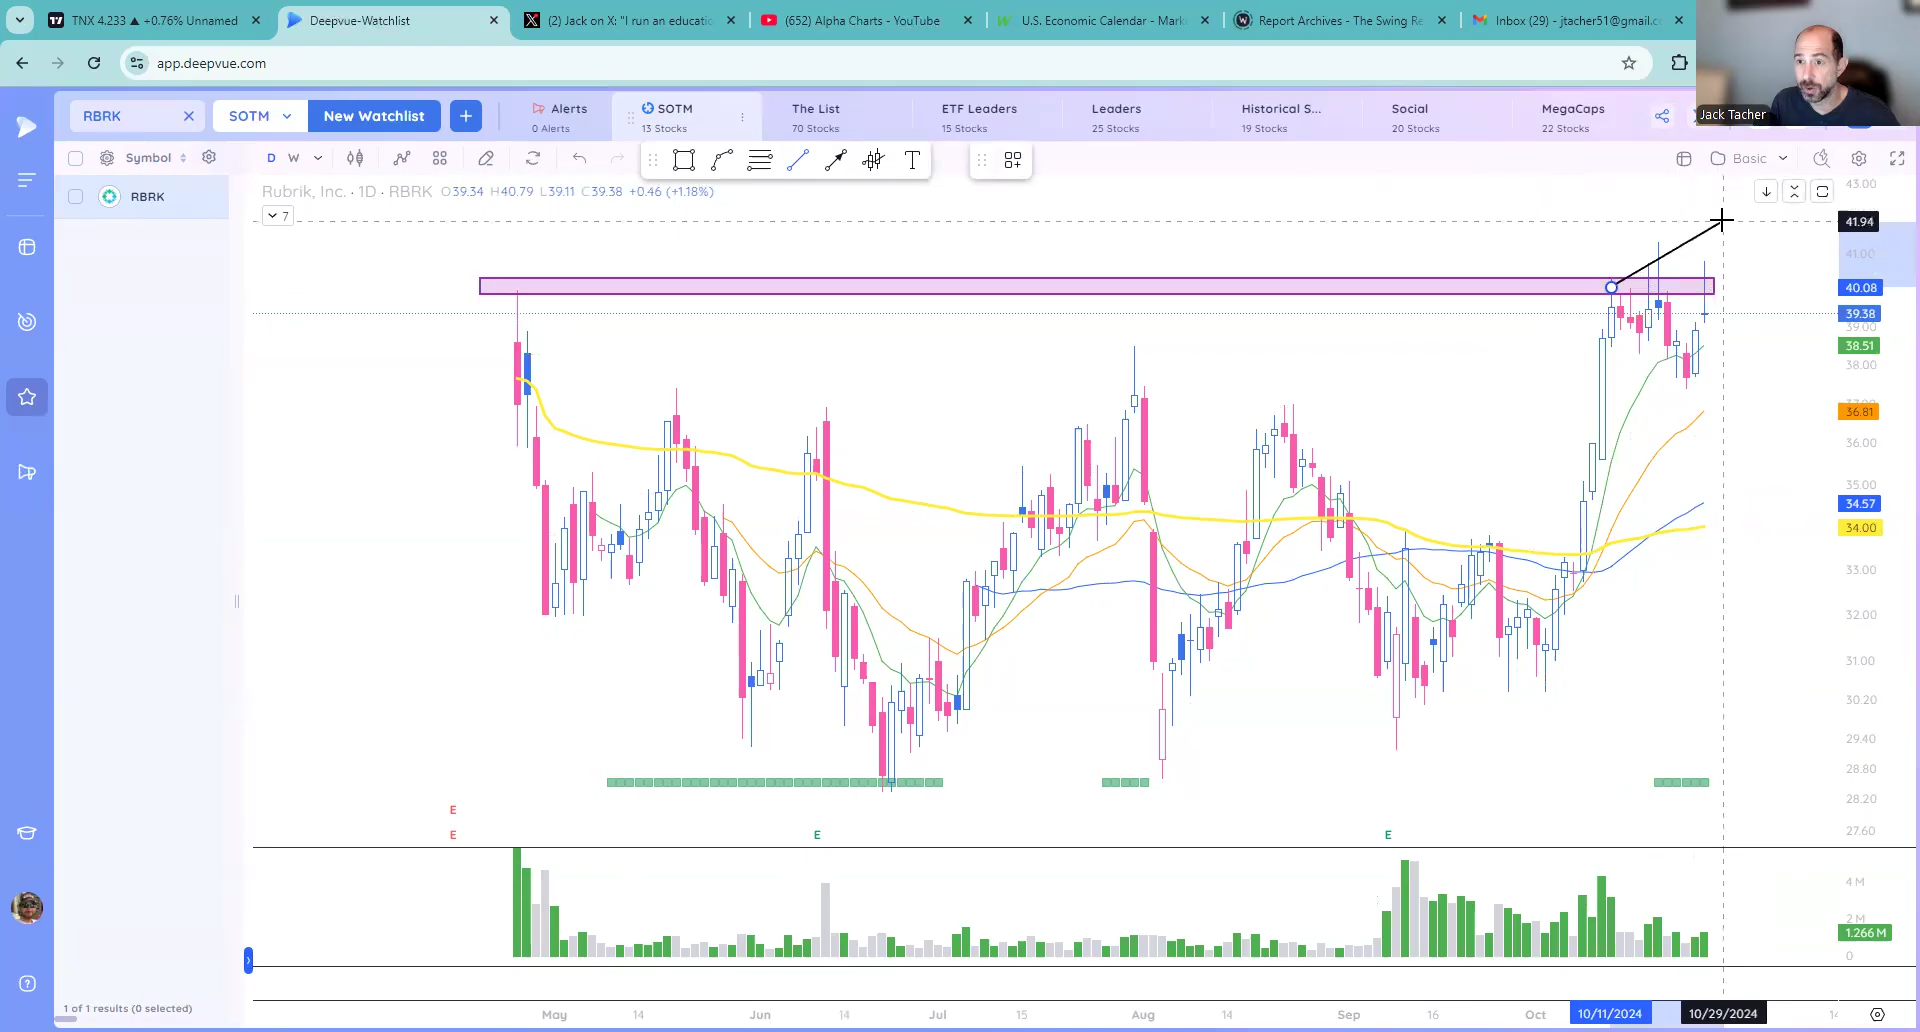 TNX 4.233 ▲ +0.76% Unnamed
Deepvue-Watchlist
(2) Jack on X: "I run an educatio
(652) Alpha Charts - YouTube
U.S. Economic Calendar - Mark
Report Archives - The Swing Re
Inbox (29) - jtacher51@gmail.c
app.deepvue.com
Jack Tacher
RBRK
SOTM
New Watchlist
Alerts
0 Alerts
SOTM
13 Stocks
The List
70 Stocks
ETF Leaders
15 Stocks
Leaders
25 Stocks
Historical S...
19 Stocks
Social
20 Stocks
MegaCaps
22 Stocks
Symbol
D W
Basic
RBRK
Rubrik, Inc. · 1D · RBRK O39.34 H40.79 L39.11 C39.38 +0.46 (+1.18%)
7
43.00
41.94
41.00
40.08
39.38
39.00
38.51
38.00
36.81
36.00
35.00
34.57
34.00
33.00
32.00
31.00
30.20
29.40
28.80
28.20
27.60
E
E
E
E
4 M
2 M
1.266 M
0
1 of 1 results (0 selected)
May 14 Jun 14 Jul 15 Aug 14 Sep 16 Oct 10/11/2024 10/29/2024